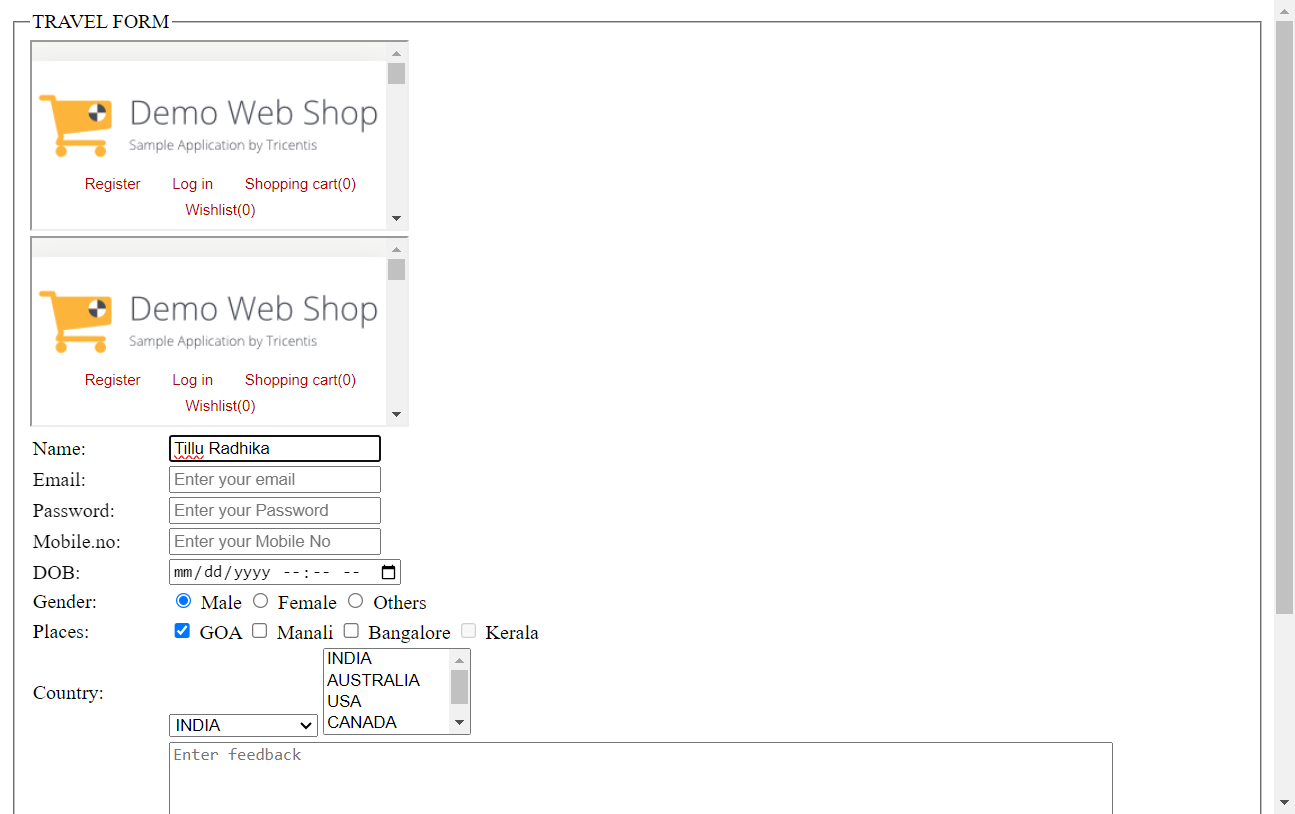 TRAVEL FORM
Demo Web Shop
Sample Application by Tricentis
Register Log in Shopping cart(0)
Wishlist(0)
Demo Web Shop
Sample Application by Tricentis
Register Log in Shopping cart(0)
Wishlist(0)
Name: Tillu Radhika
Email: Enter your email
Password: Enter your Password
Mobile.no: Enter your Mobile No
DOB: mm/dd/yyyy --:-- --
Gender: Male Female Others
Places: GOA Manali Bangalore Kerala
Country:
INDIA
INDIA
AUSTRALIA
USA
CANADA
Enter feedback